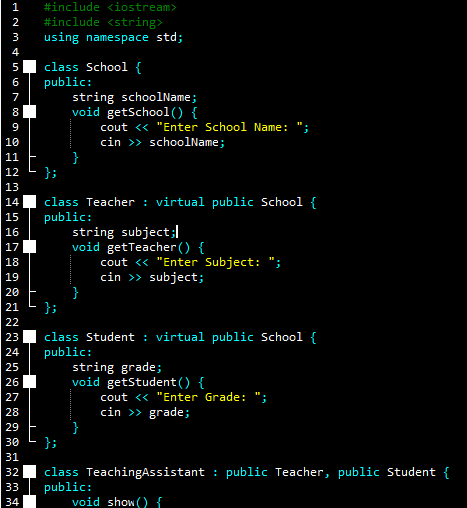 1 #include <iostream>
2 #include <string>
3 using namespace std;
4
5 class School {
6 public:
7     string schoolName;
8     void getSchool() {
9         cout << "Enter School Name: ";
10         cin >> schoolName;
11     }
12 };
13
14 class Teacher : virtual public School {
15 public:
16     string subject;
17     void getTeacher() {
18         cout << "Enter Subject: ";
19         cin >> subject;
20     }
21 };
22
23 class Student : virtual public School {
24 public:
25     string grade;
26     void getStudent() {
27         cout << "Enter Grade: ";
28         cin >> grade;
29     }
30 };
31
32 class TeachingAssistant : public Teacher, public Student {
33 public:
34     void show() {